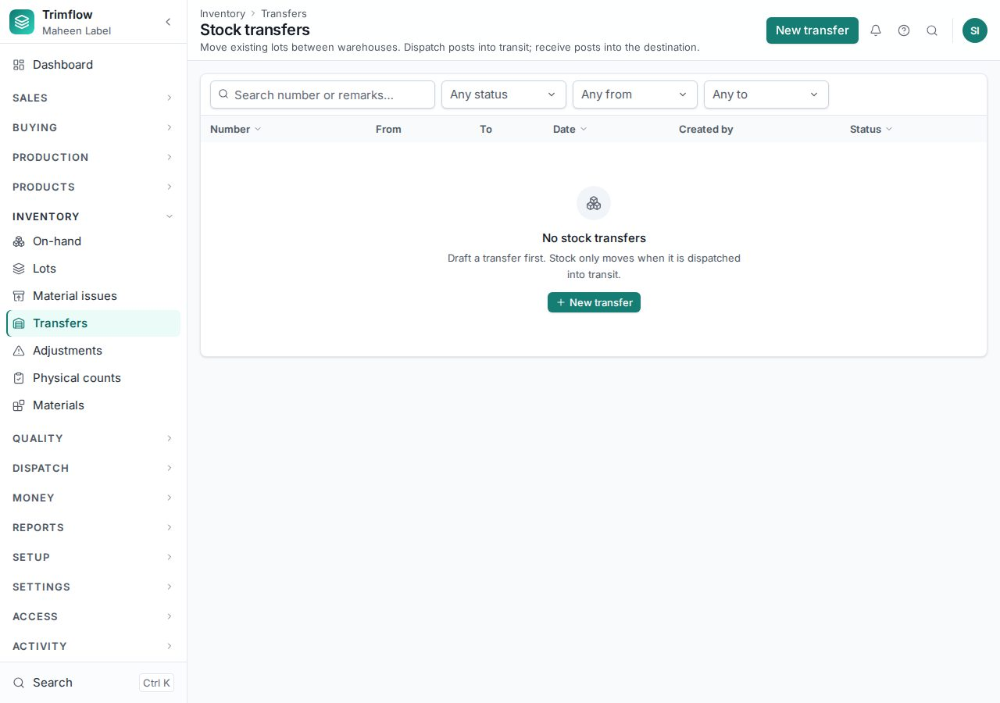 Trimflow
Maheen Label
Dashboard
SALES
BUYING
PRODUCTION
PRODUCTS
INVENTORY
On-hand
Lots
Material issues
Transfers
Adjustments
Physical counts
Materials
QUALITY
DISPATCH
MONEY
REPORTS
SETUP
SETTINGS
ACCESS
ACTIVITY
Search Ctrl K
Inventory Transfers
Stock transfers
Move existing lots between warehouses. Dispatch posts into transit; receive posts into the destination.
New transfer
SI
Search number or remarks... Any status Any from Any to
Number From To Date Created by Status
No stock transfers
Draft a transfer first. Stock only moves when it is dispatched
into transit.
New transfer